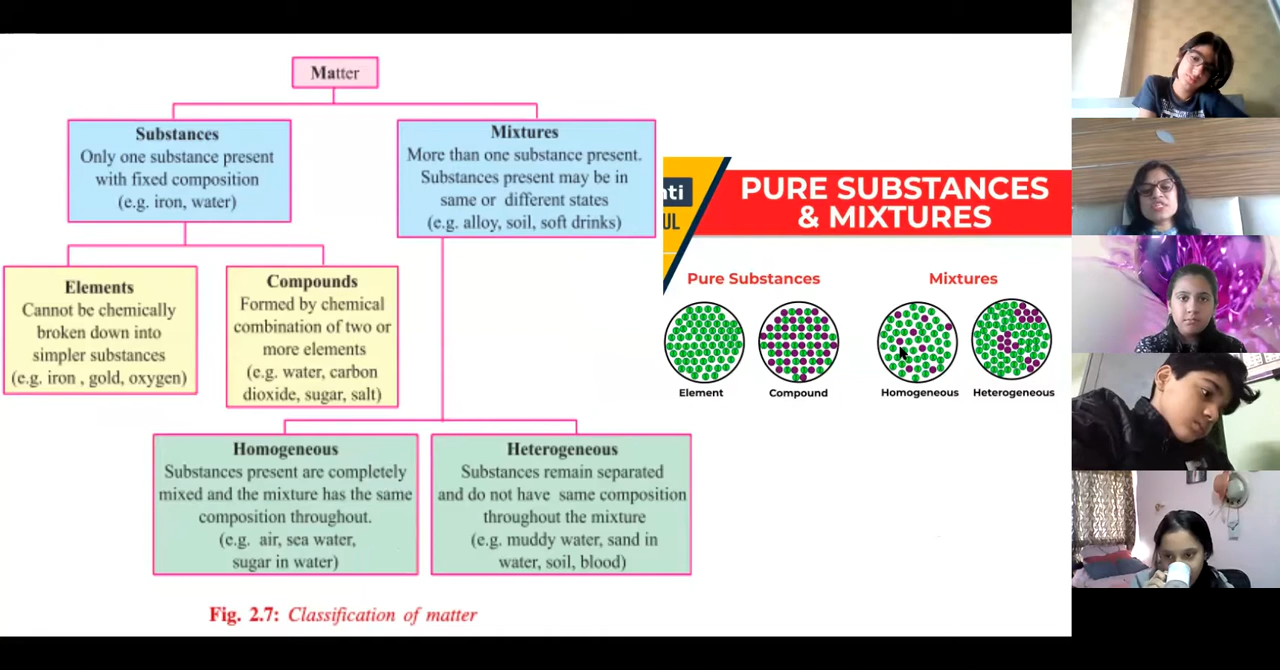 Matter
Substances
Only one substance present
with fixed composition
(e.g. iron, water)
Mixtures
More than one substance present.
Substances present may be in
same or different states
(e.g. alloy, soil, soft drinks)
Elements
Cannot be chemically
broken down into
simpler substances
(e.g. iron , gold, oxygen)
Compounds
Formed by chemical
combination of two or
more elements
(e.g. water, carbon
dioxide, sugar, salt)
Homogeneous
Substances present are completely
mixed and the mixture has the same
composition throughout.
(e.g. air, sea water,
sugar in water)
Heterogeneous
Substances remain separated
and do not have same composition
throughout the mixture
(e.g. muddy water, sand in
water, soil, blood)
Fig. 2.7: Classification of matter
PURE SUBSTANCES
& MIXTURES
Pure Substances
Mixtures
Element
Compound
Homogeneous
Heterogeneous